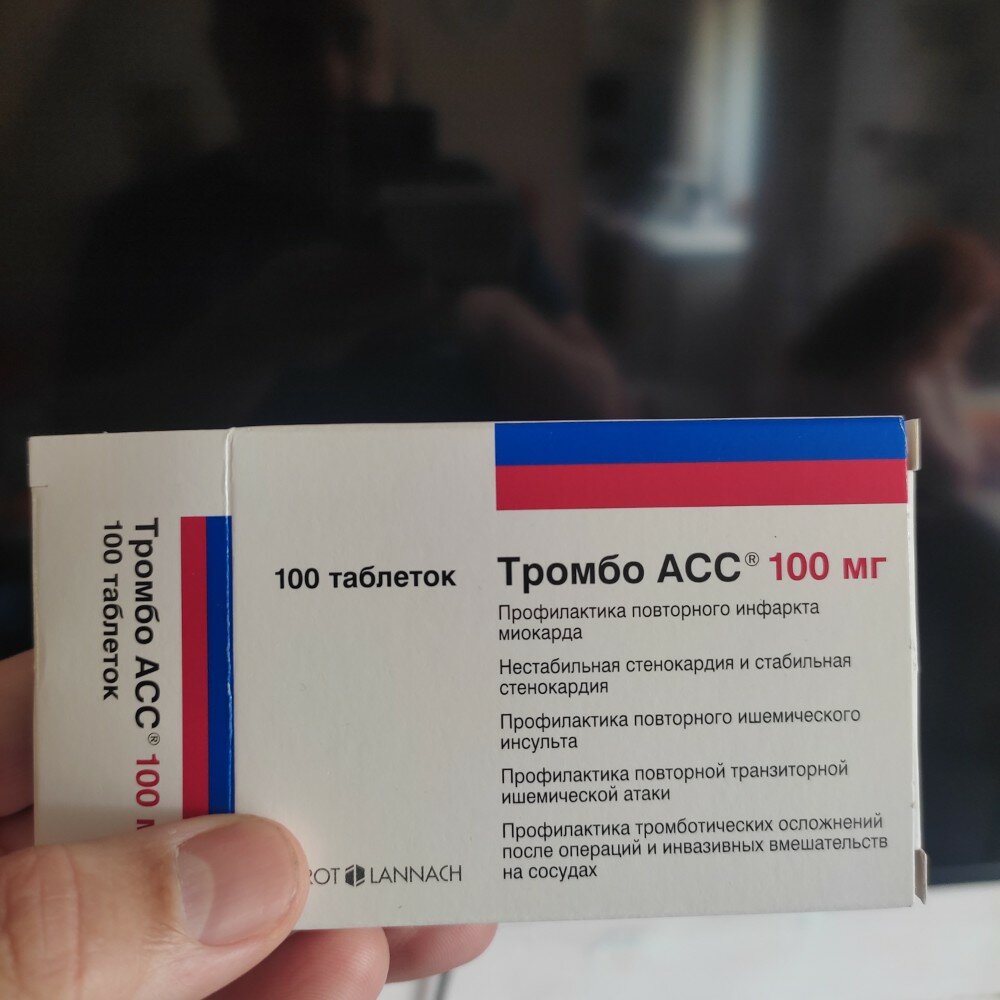 Тромбо АСС® 100
100 таблеток
100 таблеток
Тромбо АСС® 100 мг
Профилактика повторного инфаркта
миокарда
Нестабильная стенокардия и стабильная
стенокардия
Профилактика повторного ишемического
инсульта
Профилактика повторной транзиторной
ишемической атаки
Профилактика тромботических осложнений
после операций и инвазивных вмешательств
на сосудах
LANNACH